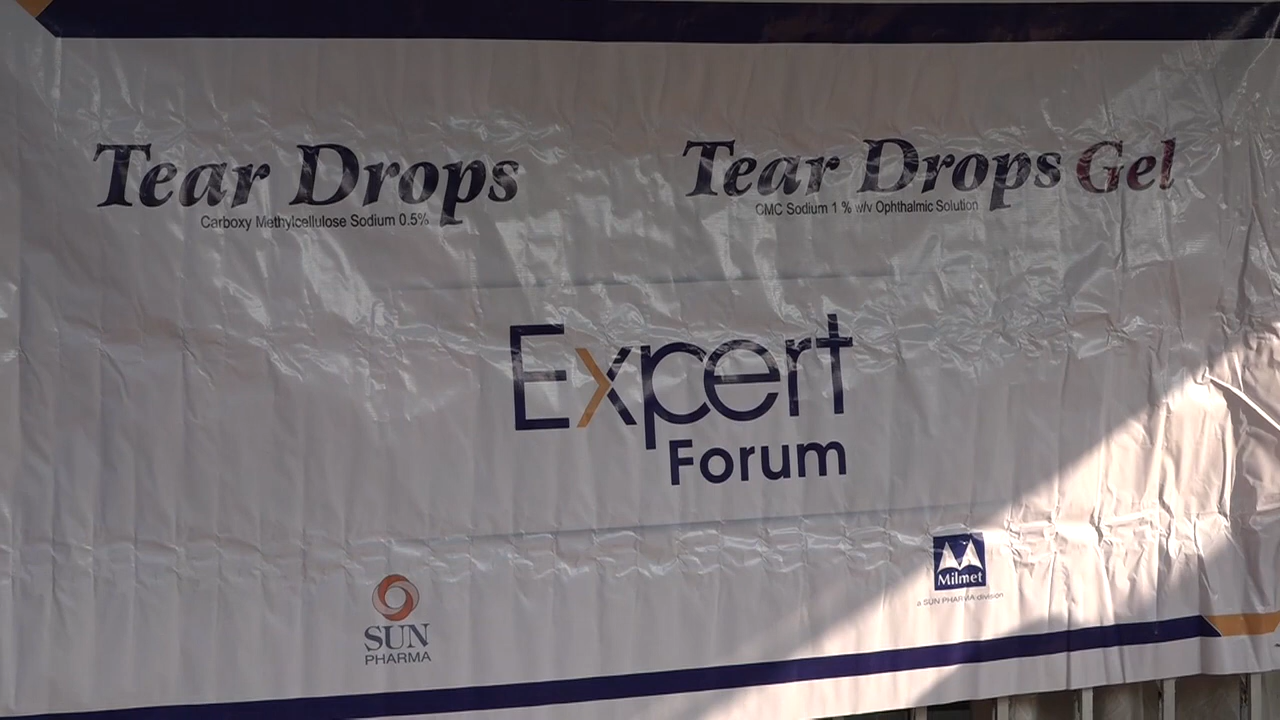 Tear Drops
Carboxy Methylcellulose Sodium 0.5%
Tear Drops Gel
CMC Sodium 1 % w/v Ophthalmic Solution
Expert
Forum
SUN
PHARMA
Milmet
a SUN PHARMA division